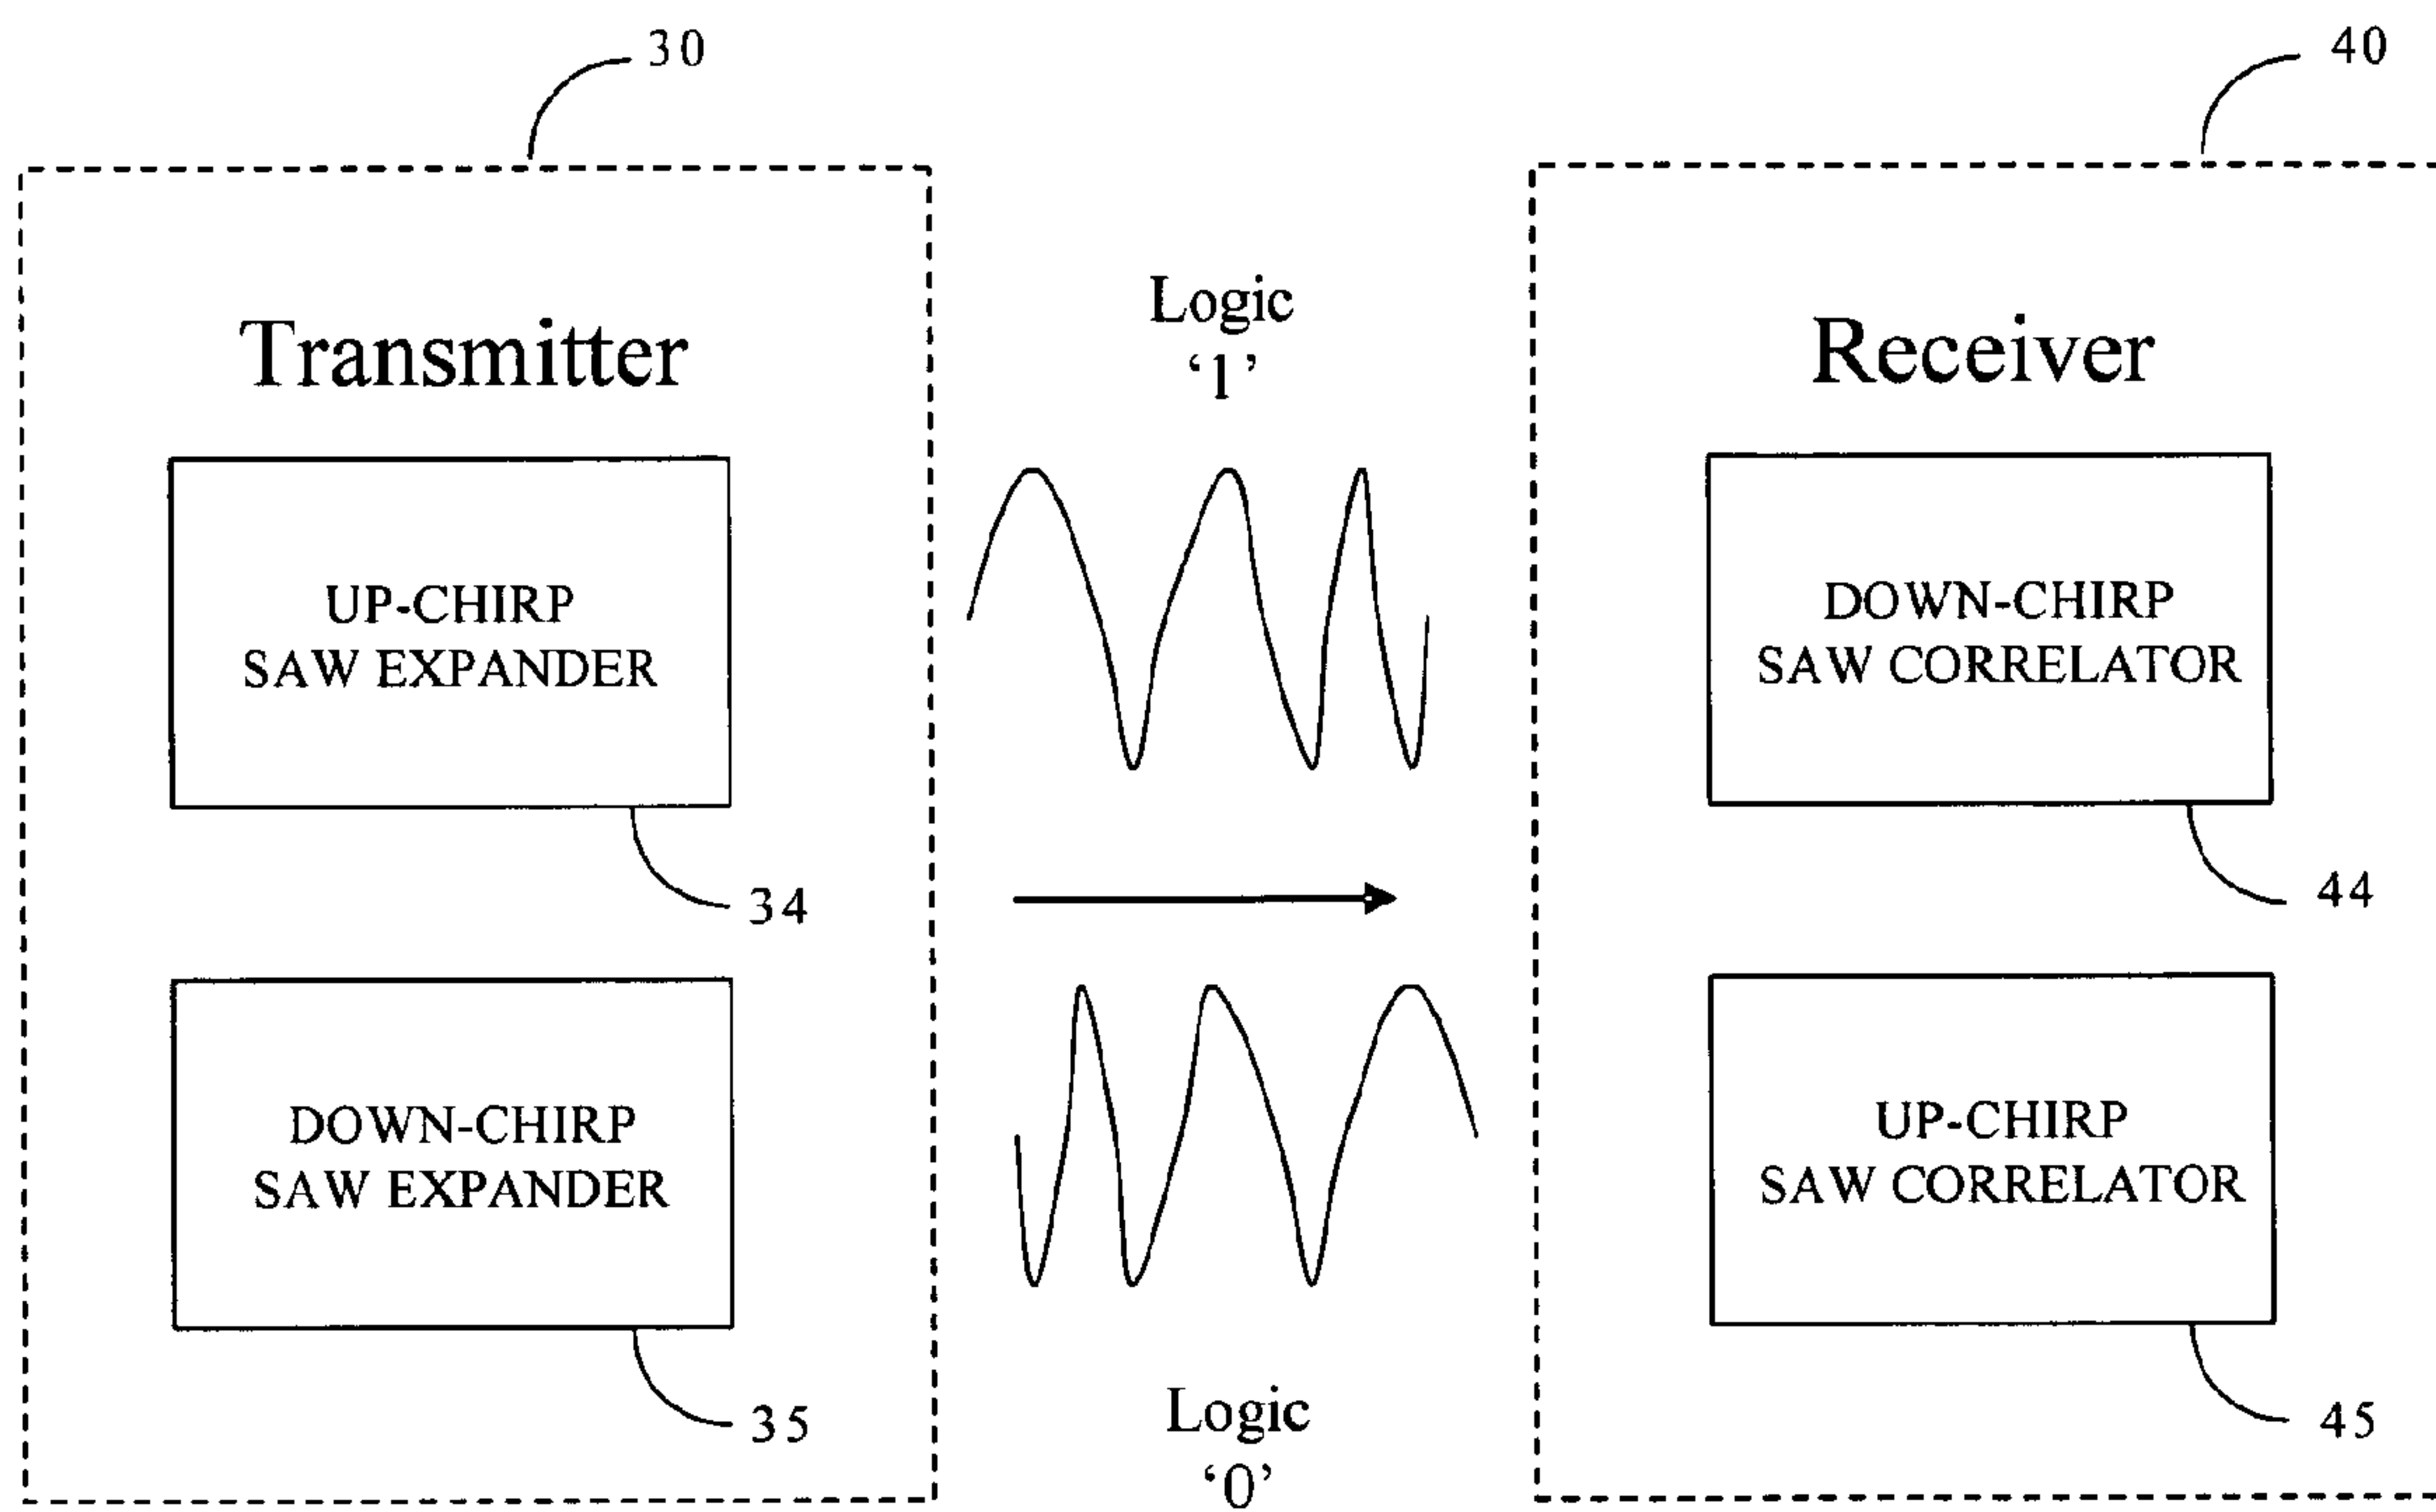 30
40
Transmitter
Logic
‘1’
Receiver
UP-CHIRP
SAW EXPANDER
DOWN-CHIRP
SAW CORRELATOR
34
44
DOWN-CHIRP
SAW EXPANDER
UP-CHIRP
SAW CORRELATOR
35
45
Logic
‘0’